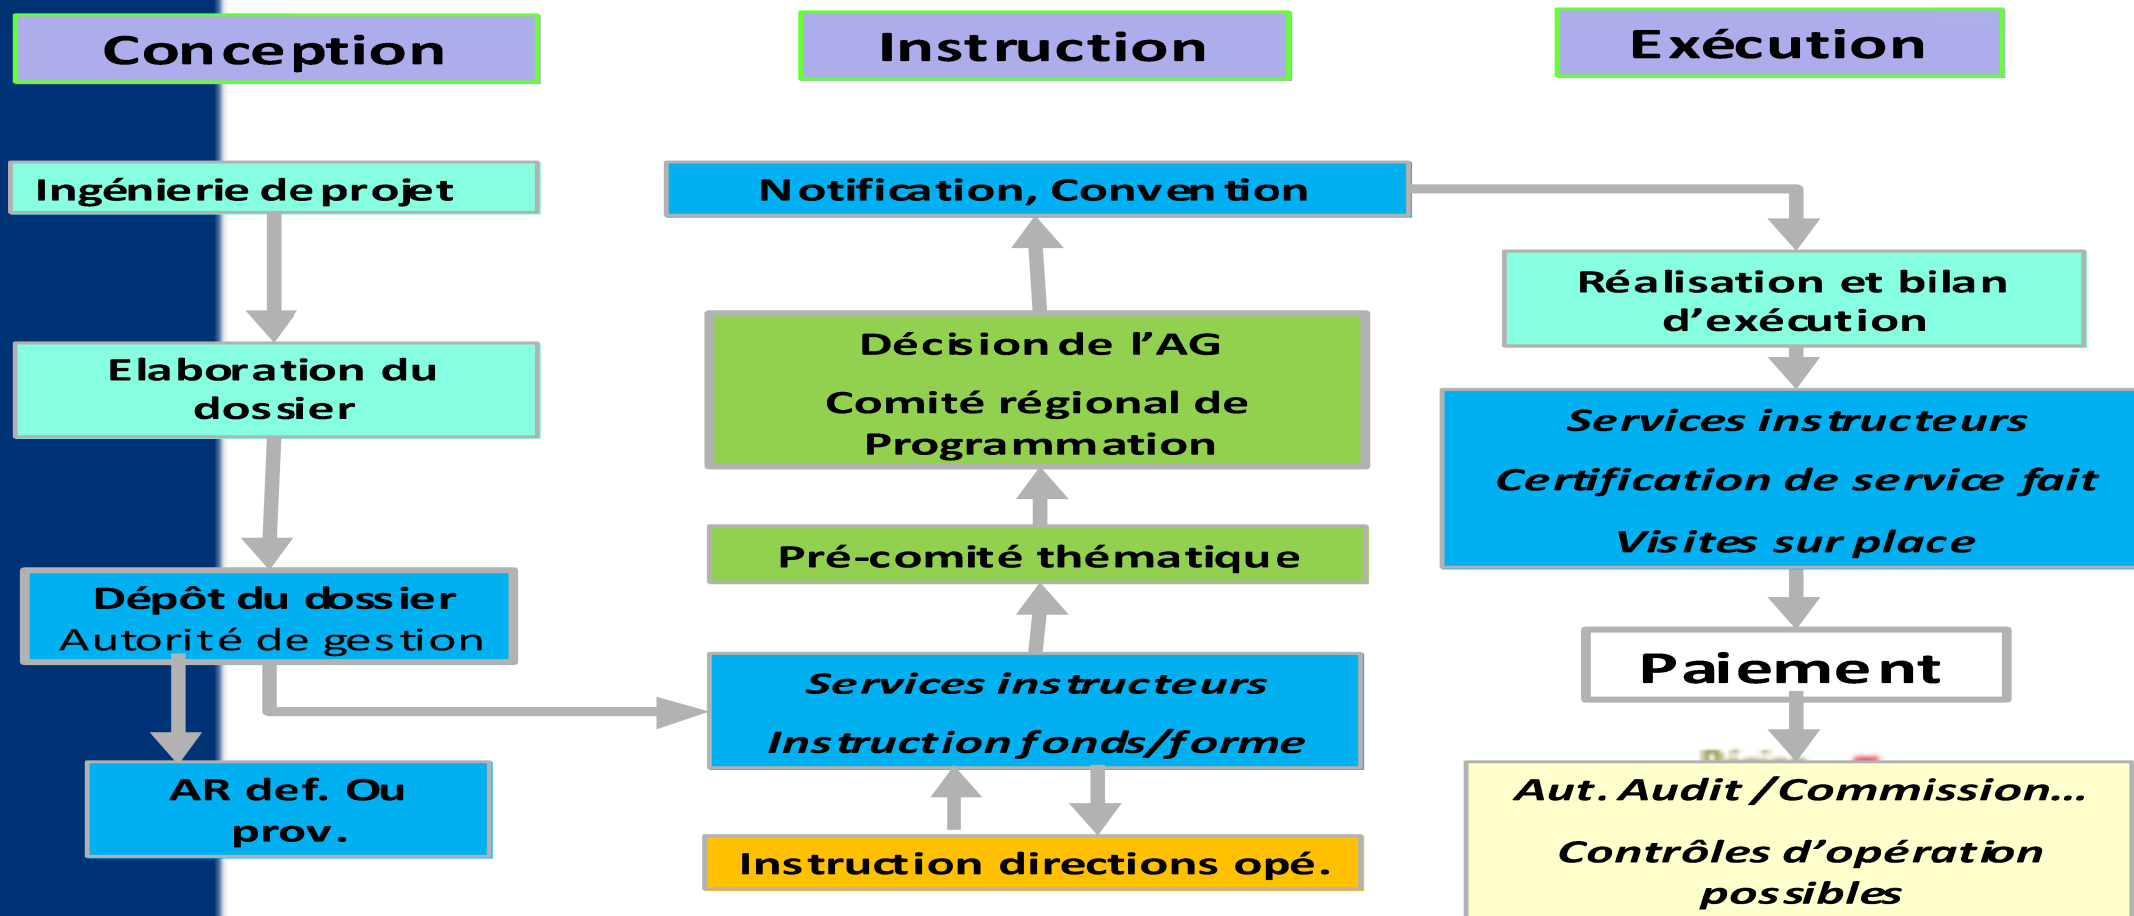 Conception
Ingénierie de projet
Elaboration du
dossier
Dépôt du dossier
Autorité de gestion
AR def. Ou
prov.
Instruction
Notification, Convention
Décision de l’AG
Comité régional de
Programmation
Pré-comité thématique
Services instructeurs
Instruction fonds/forme
Instruction directions opé.
Exécution
Réalisation et bilan
d’exécution
Services instructeurs
Certification de service fait
Visites sur place
Paiement
Aut. Audit /Commission...
Contrôles d’opération
possibles